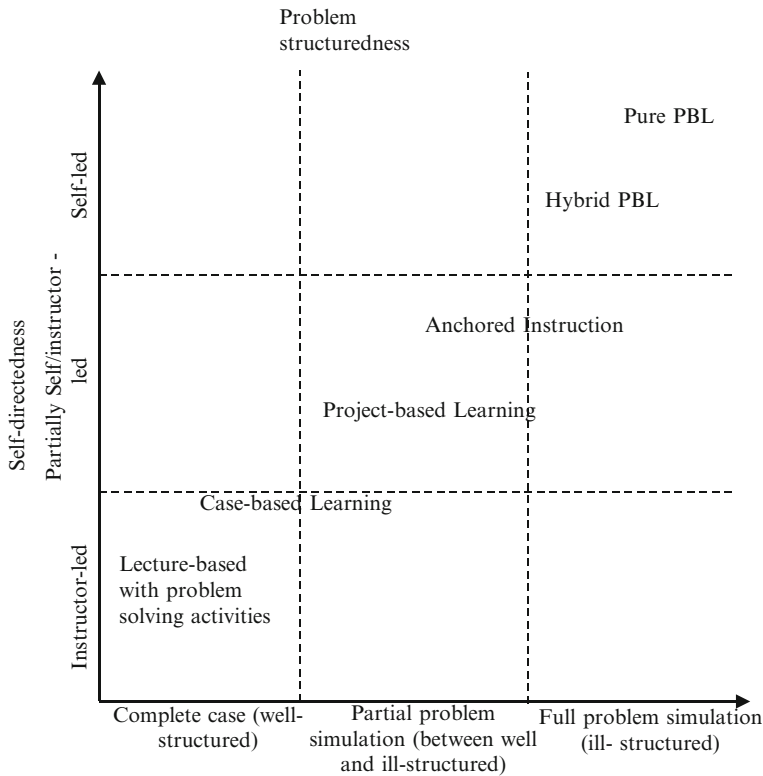 Problem
structuredness
Pure PBL
Self-led
Hybrid PBL
Self-directedness
Partially Self/instructor -
led
Anchored Instruction
Project-based Learning
Case-based Learning
Instructor-led
Lecture-based
with problem
solving activities
Complete case (well-
structured)
Partial problem
simulation (between well
and ill-structured)
Full problem simulation
(ill- structured)